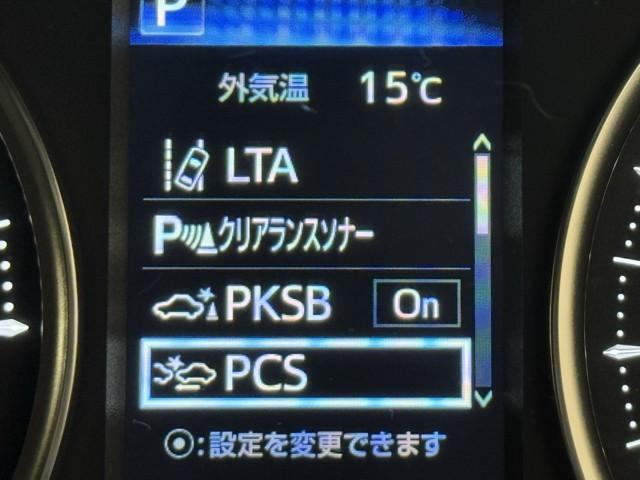 P
外気温 15℃
LTA
Pクリアランスソナー
PKSB On
PCS
⦿:設定を変更できます